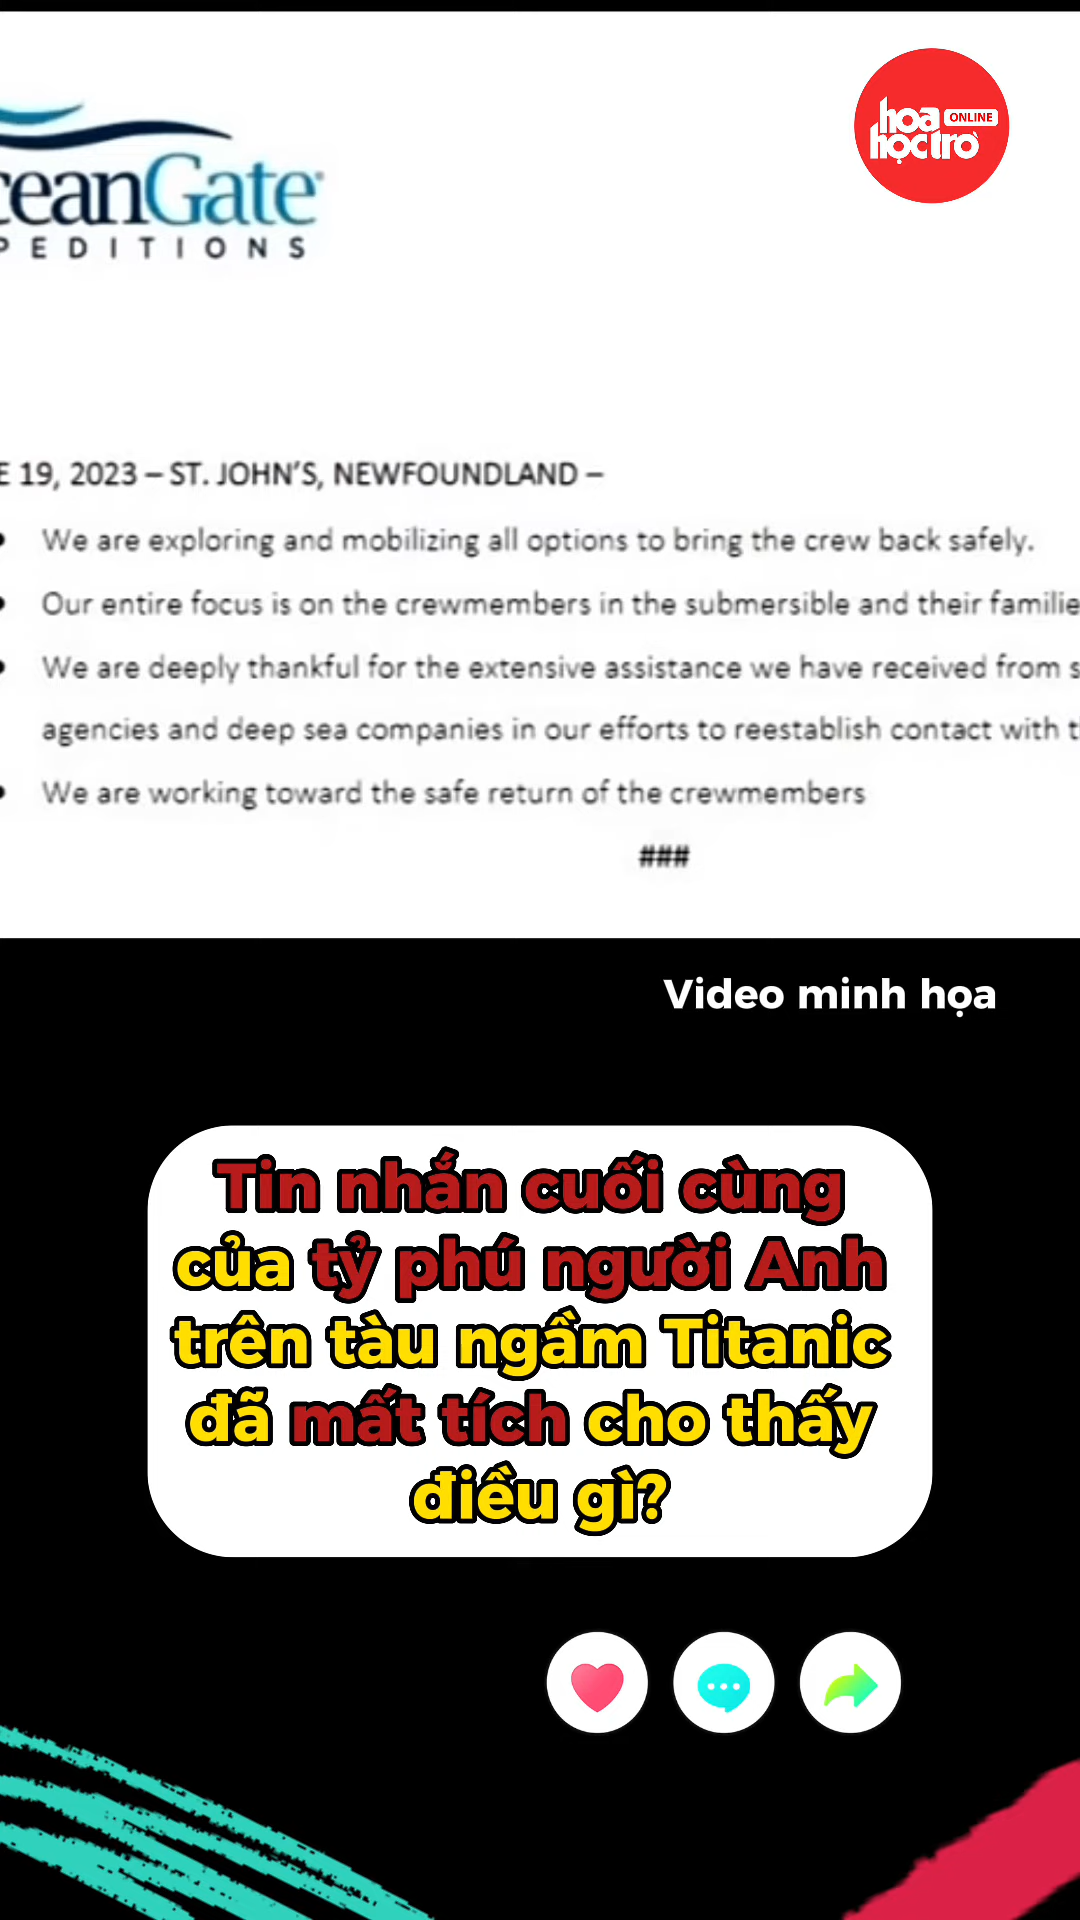 hoa
ONLINE
học trò
ceanGate
PEDITIONS
E 19, 2023 – ST. JOHN'S, NEWFOUNDLAND –
We are exploring and mobilizing all options to bring the crew back safely.
Our entire focus is on the crewmembers in the submersible and their familie
We are deeply thankful for the extensive assistance we have received from s
agencies and deep sea companies in our efforts to reestablish contact with t
We are working toward the safe return of the crewmembers
###
Video minh họa
Tin nhắn cuối cùng
của tỷ phú người Anh
trên tàu ngầm Titanic
đã mất tích cho thấy
điều gì?